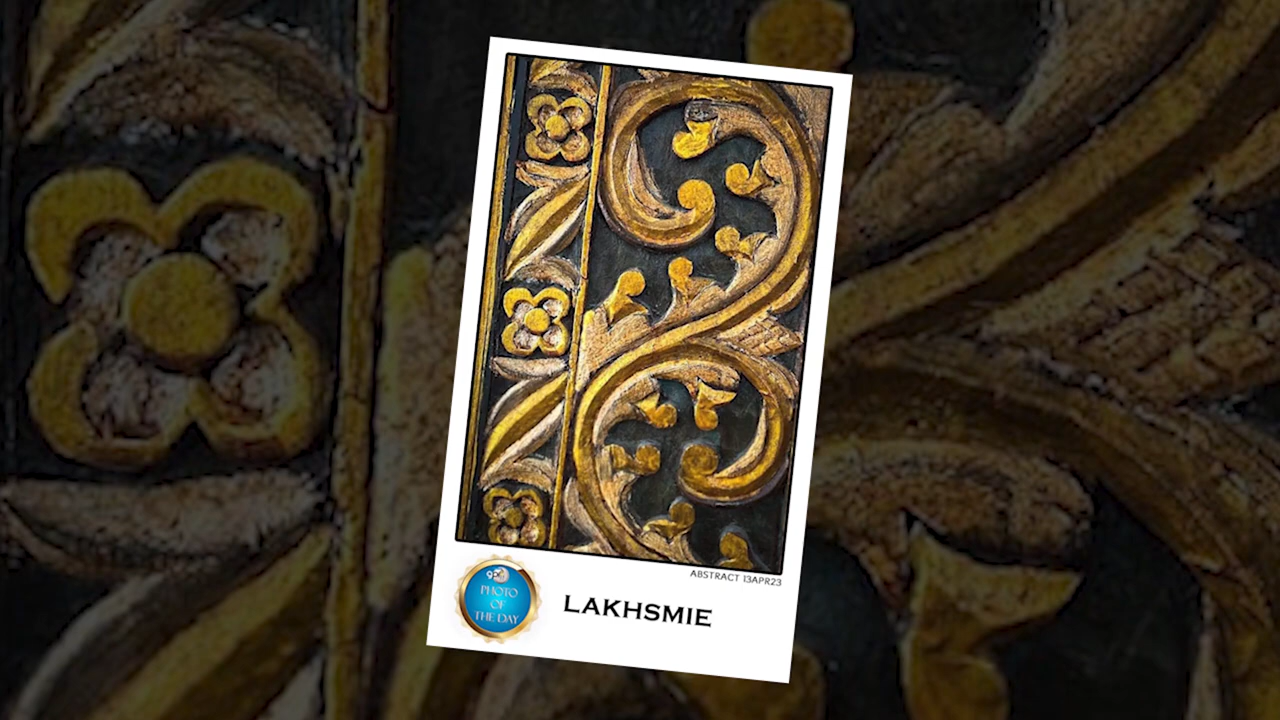 ABSTRACT 13APR23
PHOTO
OF
THE DAY
LAKHSMIE